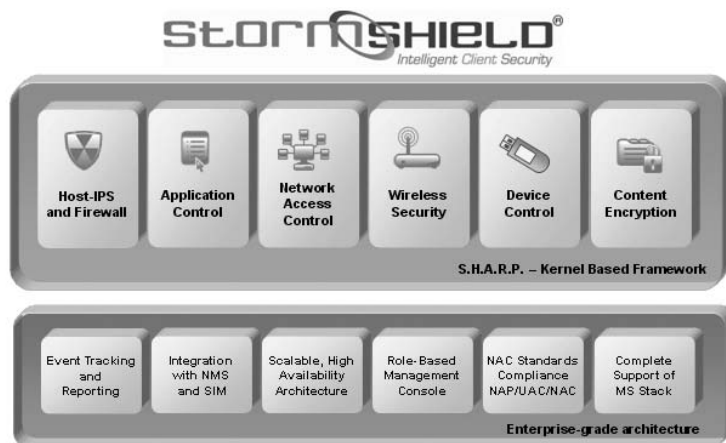 STORMSHIELD®
Intelligent Client Security
Host-IPS
and Firewall
Application
Control
Network
Access
Control
Wireless
Security
Device
Control
Content
Encryption
S.H.A.R.P. – Kernel Based Framework
Event Tracking
and
Reporting
Integration
with NMS
and SIM
Scalable, High
Availability
Architecture
Role-Based
Management
Console
NAC Standards
Compliance
NAP/UAC/NAC
Complete
Support of
MS Stack
Enterprise-grade architecture